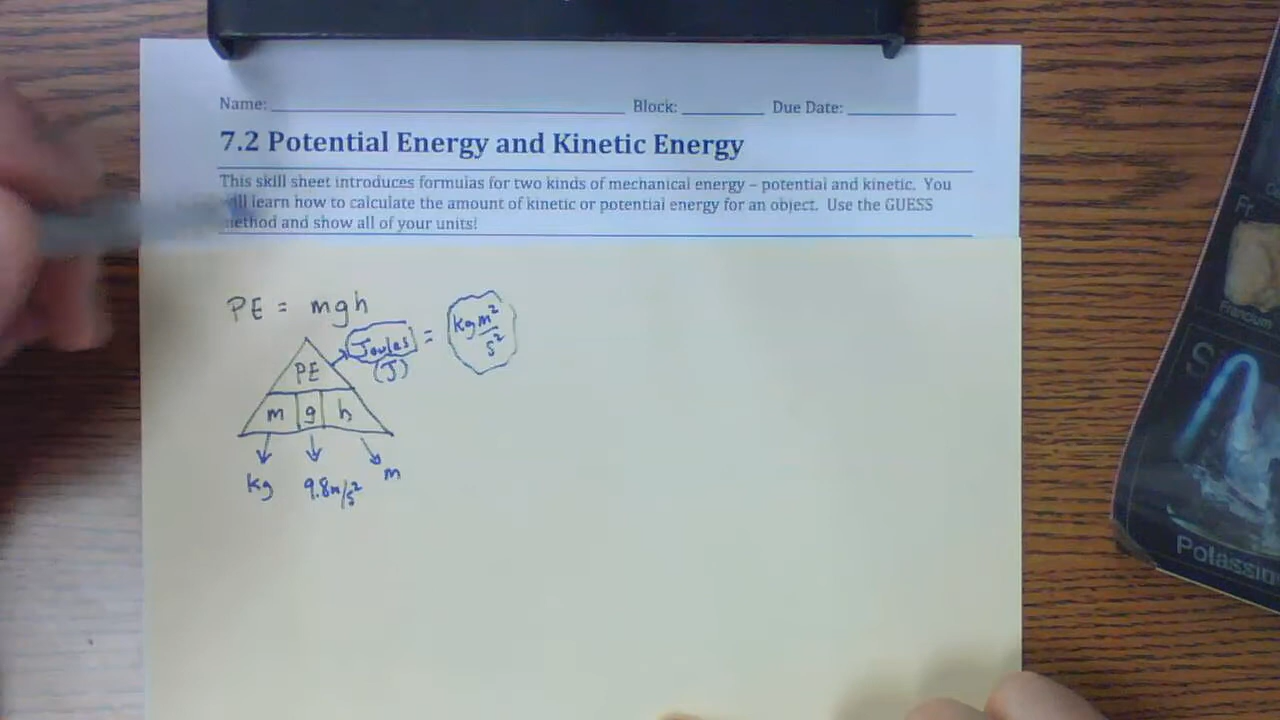 Name: Block: Due Date:
7.2 Potential Energy and Kinetic Energy
This skill sheet introduces formulas for two kinds of mechanical energy – potential and kinetic. You
will learn how to calculate the amount of kinetic or potential energy for an object. Use the GUESS
method and show all of your units!
PE = mgh
Joules = kg m²/s²
(J)
PE
m g h
kg 9.8m/s² m
Fr
Francium
Potassium